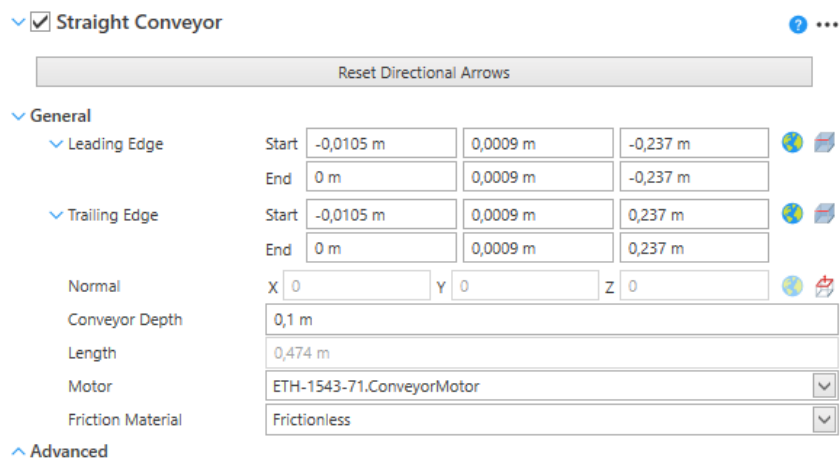 Straight Conveyor
Reset Directional Arrows
General
Leading Edge Start -0,0105 m 0,0009 m -0,237 m
End 0 m 0,0009 m -0,237 m
Trailing Edge Start -0,0105 m 0,0009 m 0,237 m
End 0 m 0,0009 m 0,237 m
Normal X 0 Y 0 Z 0
Conveyor Depth 0,1 m
Length 0,474 m
Motor ETH-1543-71.ConveyorMotor
Friction Material Frictionless
Advanced